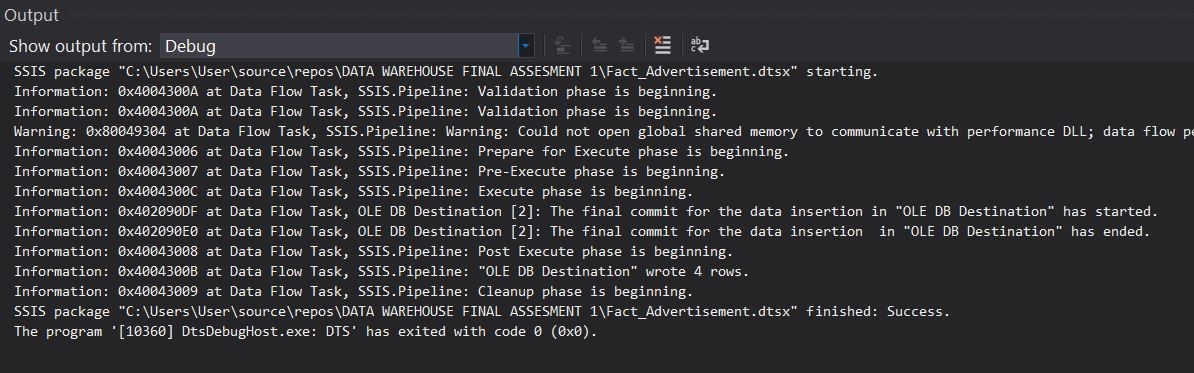 Output
Show output from: Debug
SSIS package "C:\Users\User\source\repos\DATA WAREHOUSE FINAL ASSESMENT 1\Fact_Advertisement.dtsx" starting.
Information: 0x4004300A at Data Flow Task, SSIS.Pipeline: Validation phase is beginning.
Information: 0x4004300A at Data Flow Task, SSIS.Pipeline: Validation phase is beginning.
Warning: 0x80049304 at Data Flow Task, SSIS.Pipeline: Warning: Could not open global shared memory to communicate with performance DLL; data flow pe
Information: 0x40043006 at Data Flow Task, SSIS.Pipeline: Prepare for Execute phase is beginning.
Information: 0x40043007 at Data Flow Task, SSIS.Pipeline: Pre-Execute phase is beginning.
Information: 0x4004300C at Data Flow Task, SSIS.Pipeline: Execute phase is beginning.
Information: 0x402090DF at Data Flow Task, OLE DB Destination [2]: The final commit for the data insertion in "OLE DB Destination" has started.
Information: 0x402090E0 at Data Flow Task, OLE DB Destination [2]: The final commit for the data insertion  in "OLE DB Destination" has ended.
Information: 0x40043008 at Data Flow Task, SSIS.Pipeline: Post Execute phase is beginning.
Information: 0x4004300B at Data Flow Task, SSIS.Pipeline: "OLE DB Destination" wrote 4 rows.
Information: 0x40043009 at Data Flow Task, SSIS.Pipeline: Cleanup phase is beginning.
SSIS package "C:\Users\User\source\repos\DATA WAREHOUSE FINAL ASSESMENT 1\Fact_Advertisement.dtsx" finished: Success.
The program '[10360] DtsDebugHost.exe: DTS' has exited with code 0 (0x0).